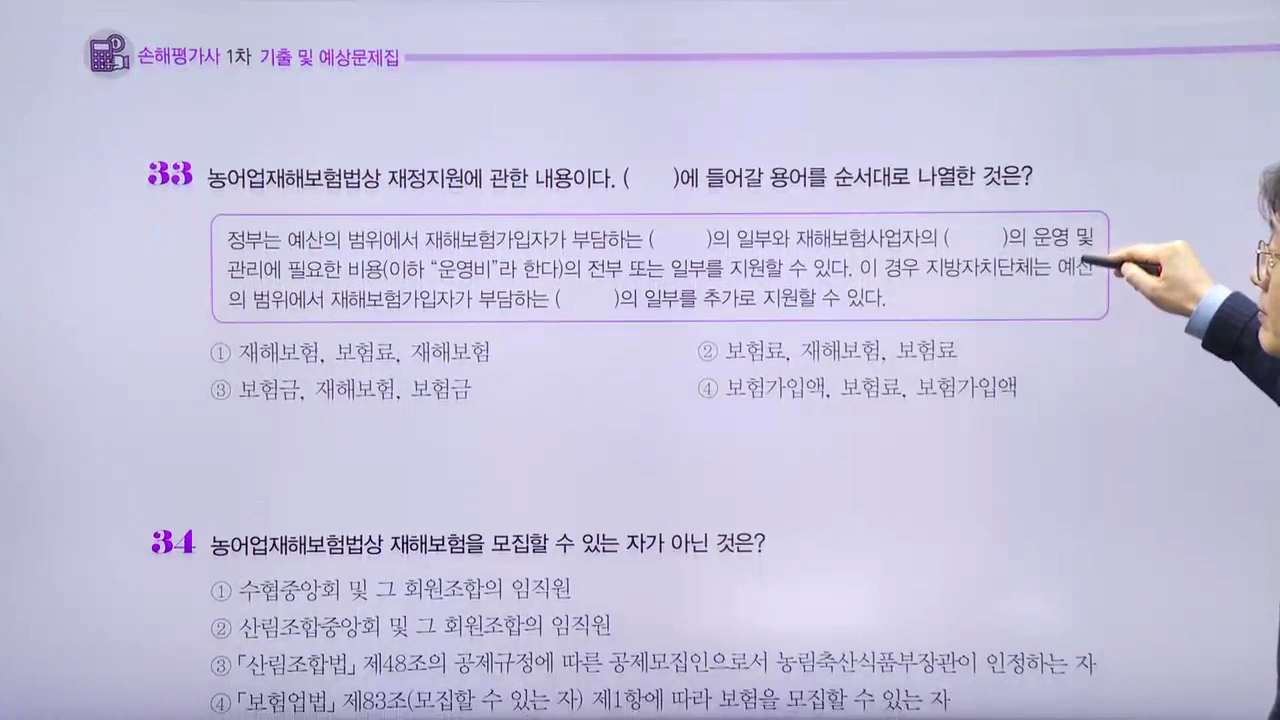 손해평가사 1차 기출 및 예상문제집
33 농어업재해보험법상 재정지원에 관한 내용이다. ( )에 들어갈 용어를 순서대로 나열한 것은?
정부는 예산의 범위에서 재해보험가입자가 부담하는 ( )의 일부와 재해보험사업자의 ( )의 운영 및
관리에 필요한 비용(이하 “운영비”라 한다)의 전부 또는 일부를 지원할 수 있다. 이 경우 지방자치단체는 예산
의 범위에서 재해보험가입자가 부담하는 ( )의 일부를 추가로 지원할 수 있다.
① 재해보험, 보험료, 재해보험 ② 보험료, 재해보험, 보험료
③ 보험금, 재해보험, 보험금 ④ 보험가입액, 보험료, 보험가입액
34 농어업재해보험법상 재해보험을 모집할 수 있는 자가 아닌 것은?
① 수협중앙회 및 그 회원조합의 임직원
② 산림조합중앙회 및 그 회원조합의 임직원
③ 「산림조합법」 제48조의 공제규정에 따른 공제모집인으로서 농림축산식품부장관이 인정하는 자
④ 「보험업법」 제83조(모집할 수 있는 자) 제1항에 따라 보험을 모집할 수 있는 자